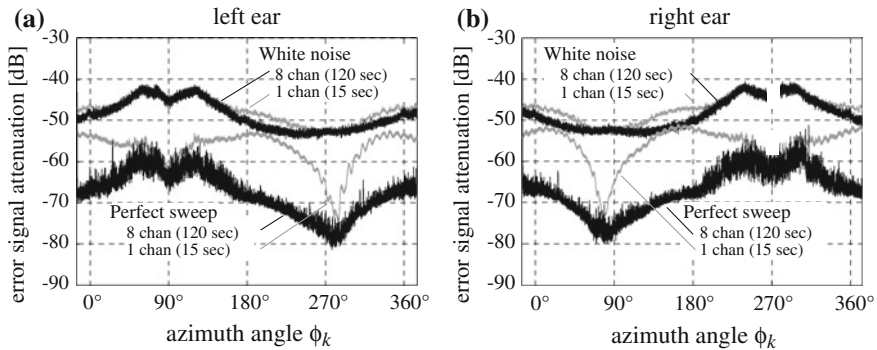 (a)
left ear
error signal attenuation [dB]
-30
-40
-50
-60
-70
-80
-90
White noise
8 chan (120 sec)
1 chan (15 sec)
Perfect sweep
8 chan (120 sec)
1 chan (15 sec)
0°
90°
180°
270°
360°
azimuth angle ϕk
(b)
right ear
error signal attenuation [dB]
-30
-40
-50
-60
-70
-80
-90
White noise
8 chan (120 sec)
1 chan (15 sec)
Perfect sweep
8 chan (120 sec)
1 chan (15 sec)
0°
90°
180°
270°
360°
azimuth angle ϕk